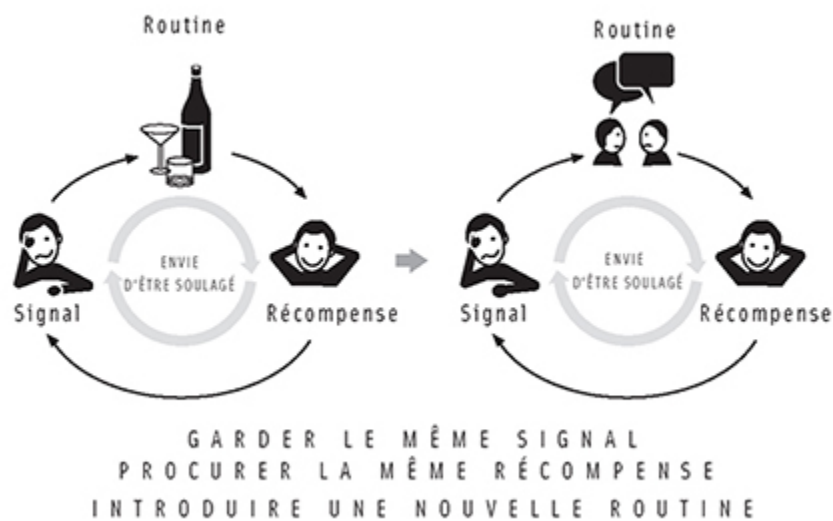 Routine
ENVIE
D'ÊTRE SOULAGÉ
Signal
Récompense
Routine
ENVIE
D'ÊTRE SOULAGÉ
Signal
Récompense
GARDER LE MÊME SIGNAL
PROCURER LA MÊME RÉCOMPENSE
INTRODUIRE UNE NOUVELLE ROUTINE